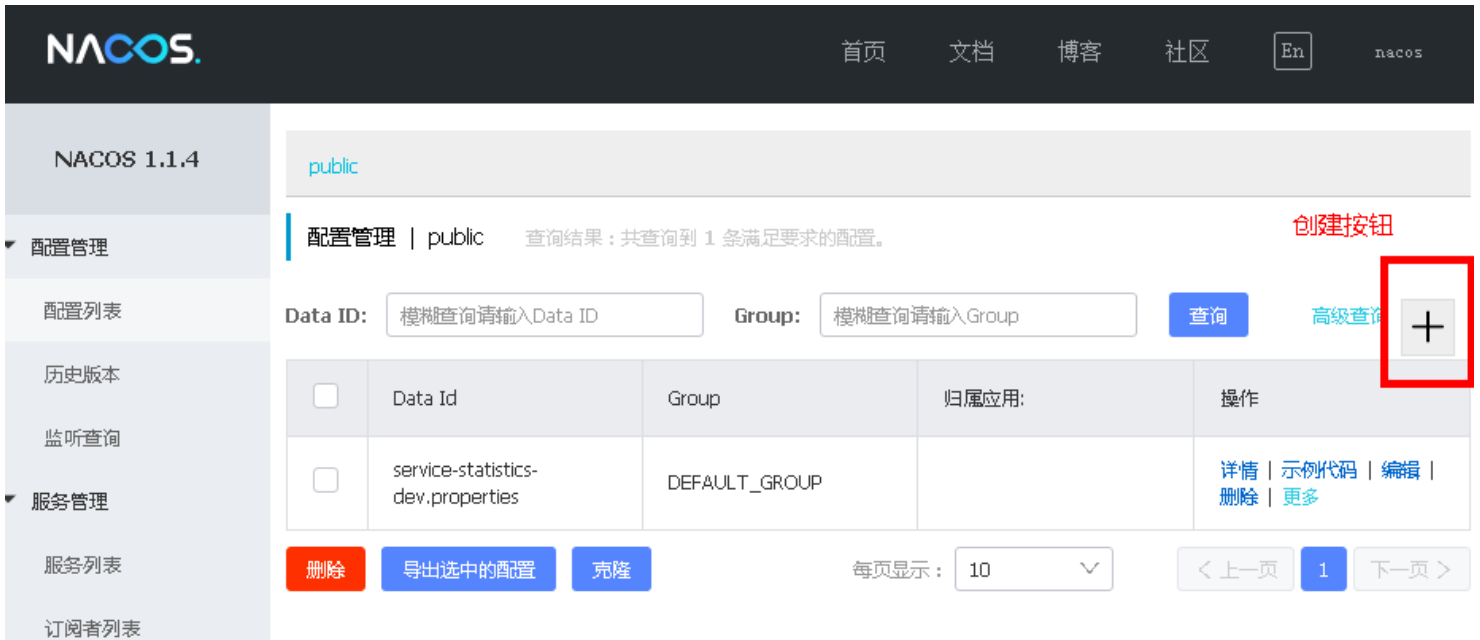 NACOS. 首页 文档 博客 社区 En nacos
NACOS 1.1.4
public
配置管理
配置管理 | public 查询结果：共查询到 1 条满足要求的配置。
创建按钮
配置列表
Data ID: 模糊查询请输入Data ID Group: 模糊查询请输入Group 查询 高级查询 +
历史版本
Data Id Group 归属应用: 操作
监听查询
service-statistics-
dev.properties
DEFAULT_GROUP
详情 | 示例代码 | 编辑 |
删除 | 更多
服务管理
服务列表
删除 导出选中的配置 克隆 每页显示： 10 < 上一页 1 下一页 >
订阅者列表